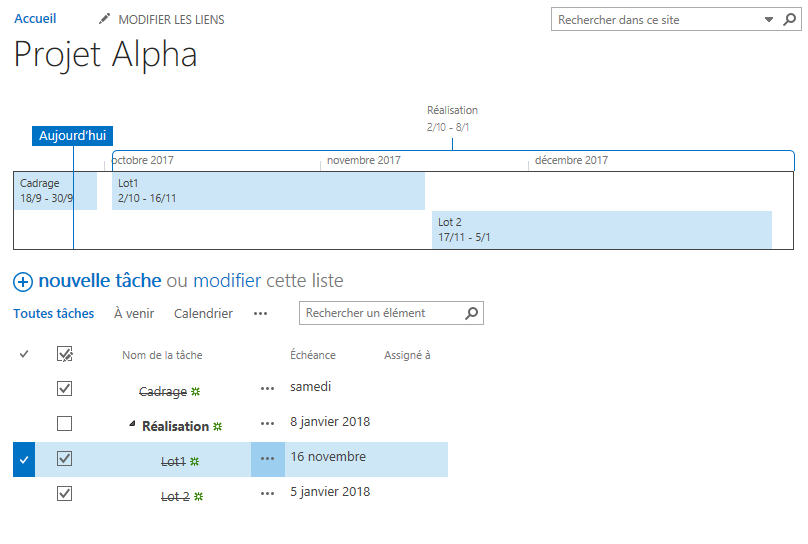 Accueil
MODIFIER LES LIENS
Rechercher dans ce site
Projet Alpha
Réalisation
2/10 - 8/1
Aujourd'hui
octobre 2017
novembre 2017
décembre 2017
Cadrage
18/9 - 30/9
Lot1
2/10 - 16/11
Lot 2
17/11 - 5/1
nouvelle tâche ou modifier cette liste
Toutes tâches À venir Calendrier ...
Rechercher un élément
Nom de la tâche Échéance Assigné à
Cadrage ... samedi
Réalisation ... 8 janvier 2018
Lot1 ... 16 novembre
Lot 2 ... 5 janvier 2018